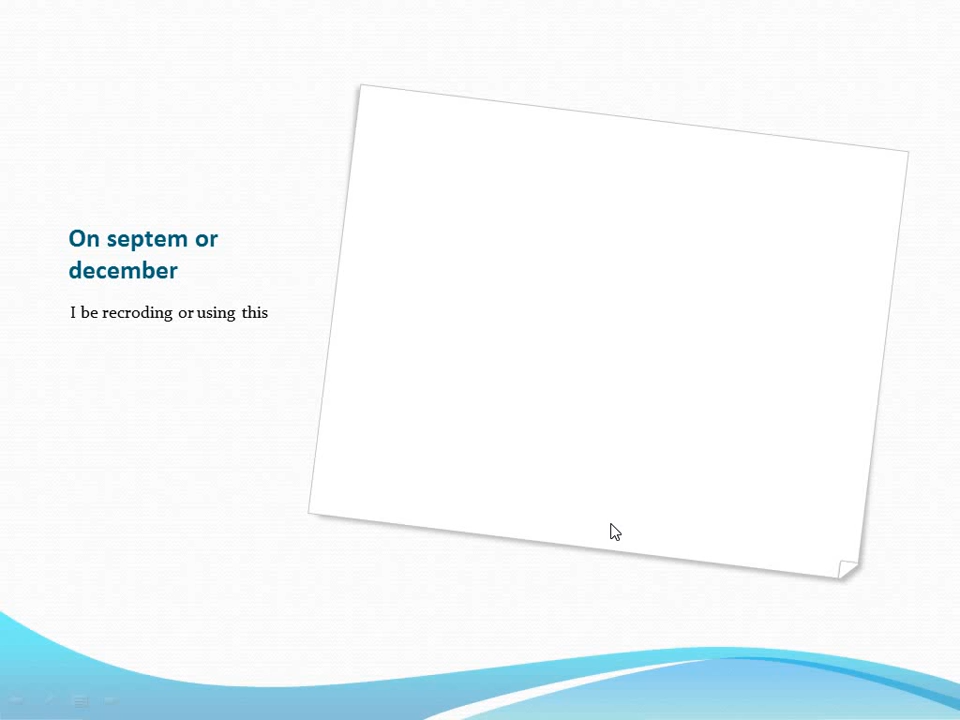 On septem or
december
I be recroding or using this